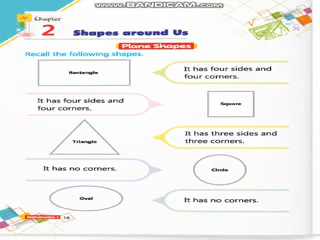 WWW.BANDICAM.COM
Chapter
2
Shapes around Us
Plane Shapes
Recall the following shapes.
Rectangle
It has four sides and
four corners.
It has four sides and
four corners.
Square
Triangle
It has three sides and
three corners.
It has no corners.
Circle
Oval
It has no corners.